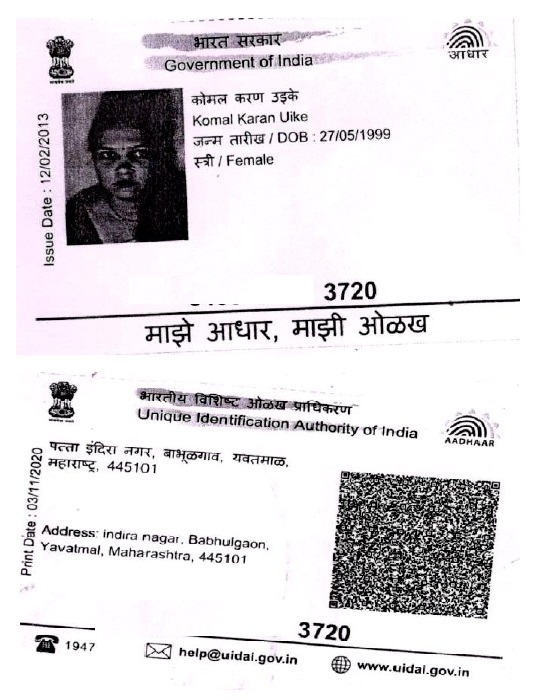 भारत सरकार
Government of India
आधार
Issue Date : 12/02/2013
कोमल करण उइके
Komal Karan Uike
जन्म तारीख / DOB : 27/05/1999
स्त्री / Female
3720
माझे आधार, माझी ओळख
भारतीय विशिष्ट ओळख प्राधिकरण
Unique Identification Authority of India
AADHAAR
Print Date : 03/11/2020
पत्ता इंदिरा नगर, बाभूळगाव, यवतमाळ,
महाराष्ट्र, 445101
Address: indira nagar, Babhulgaon,
Yavatmal, Maharashtra, 445101
3720
1947
help@uidai.gov.in
www.uidai.gov.in